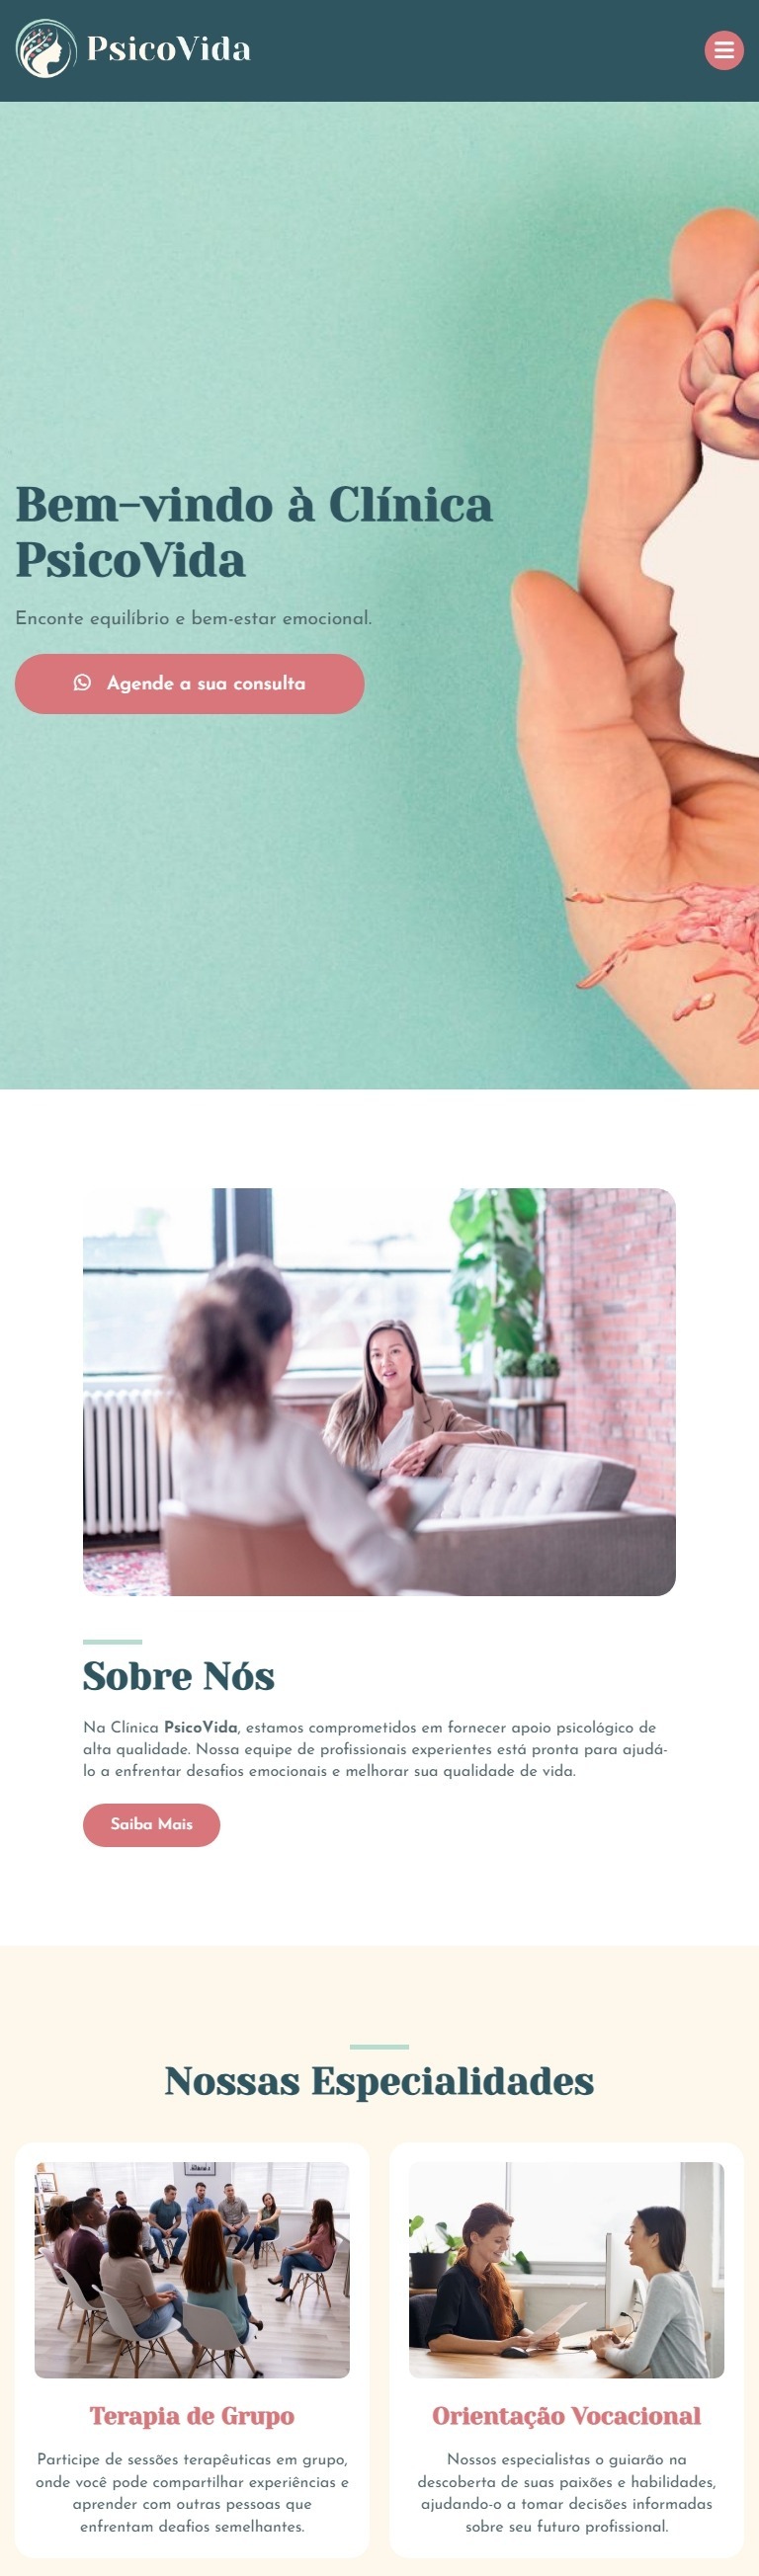 PsicoVida
Bem-vindo à Clínica
PsicoVida
Enconte equilíbrio e bem-estar emocional.
Agende a sua consulta
Sobre Nós
Na Clínica PsicoVida, estamos comprometidos em fornecer apoio psicológico de
alta qualidade. Nossa equipe de profissionais experientes está pronta para ajudá-
lo a enfrentar desafios emocionais e melhorar sua qualidade de vida.
Saiba Mais
Nossas Especialidades
Terapia de Grupo
Participe de sessões terapêuticas em grupo,
onde você pode compartilhar experiências e
aprender com outras pessoas que
enfrentam deafios semelhantes.
Orientação Vocacional
Nossos especialistas o guiarão na
descoberta de suas paixões e habilidades,
ajudando-o a tomar decisões informadas
sobre seu futuro profissional.